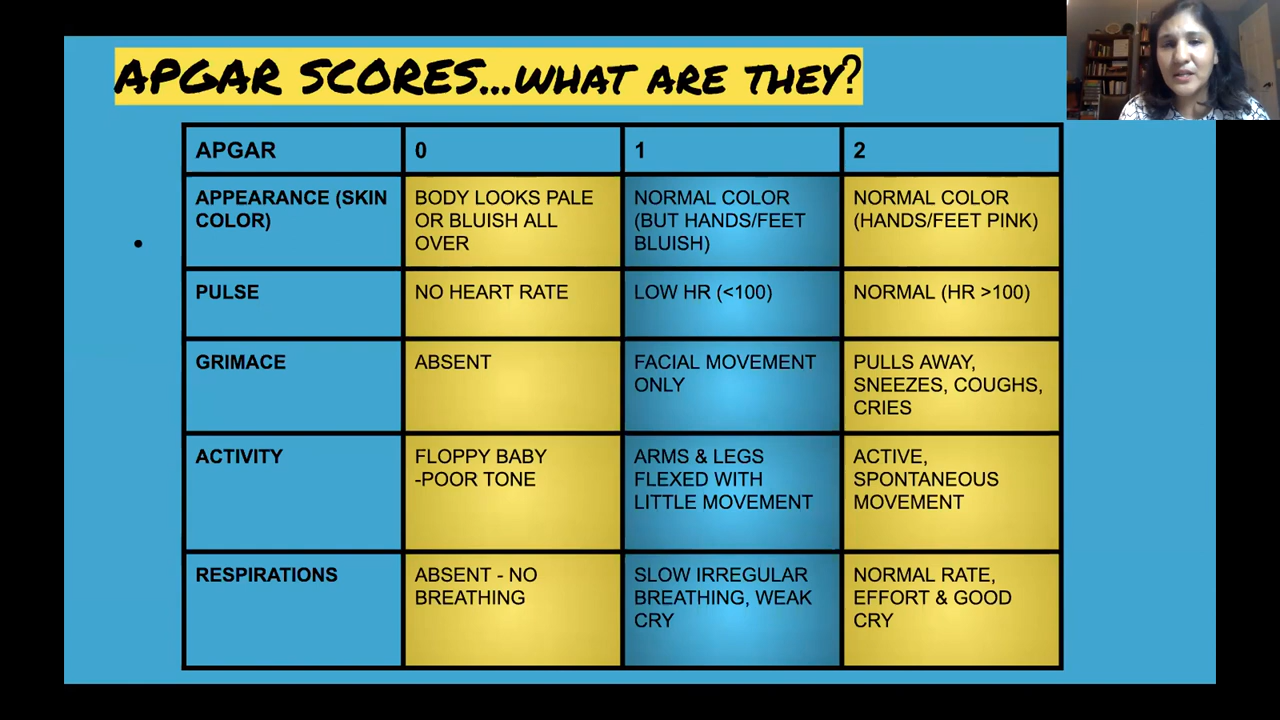 APGAR SCORES...WHAT ARE THEY?
APGAR
0
1
2
APPEARANCE (SKIN
COLOR)
BODY LOOKS PALE
OR BLUISH ALL
OVER
NORMAL COLOR
(BUT HANDS/FEET
BLUISH)
NORMAL COLOR
(HANDS/FEET PINK)
PULSE
NO HEART RATE
LOW HR (<100)
NORMAL (HR >100)
GRIMACE
ABSENT
FACIAL MOVEMENT
ONLY
PULLS AWAY,
SNEEZES, COUGHS,
CRIES
ACTIVITY
FLOPPY BABY
-POOR TONE
ARMS & LEGS
FLEXED WITH
LITTLE MOVEMENT
ACTIVE,
SPONTANEOUS
MOVEMENT
RESPIRATIONS
ABSENT - NO
BREATHING
SLOW IRREGULAR
BREATHING, WEAK
CRY
NORMAL RATE,
EFFORT & GOOD
CRY